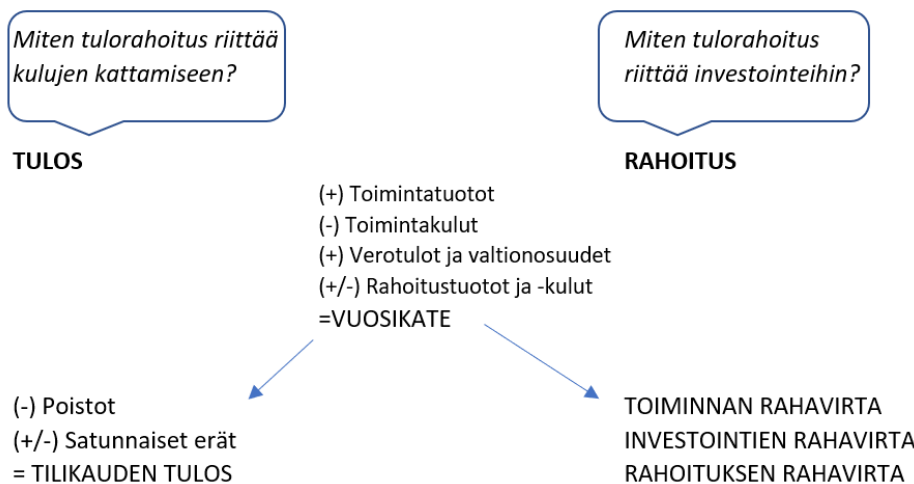 Miten tulorahoitus riittää
kulujen kattamiseen?
Miten tulorahoitus
riittää investointeihin?
TULOS
RAHOITUS
(+) Toimintatuotot
(-) Toimintakulut
(+) Verotulot ja valtionosuudet
(+/-) Rahoitustuotot ja -kulut
=VUOSIKATE
(-) Poistot
(+/-) Satunnaiset erät
= TILIKAUDEN TULOS
TOIMINNAN RAHAVIRTA
INVESTOINTIEN RAHAVIRTA
RAHOITUKSEN RAHAVIRTA